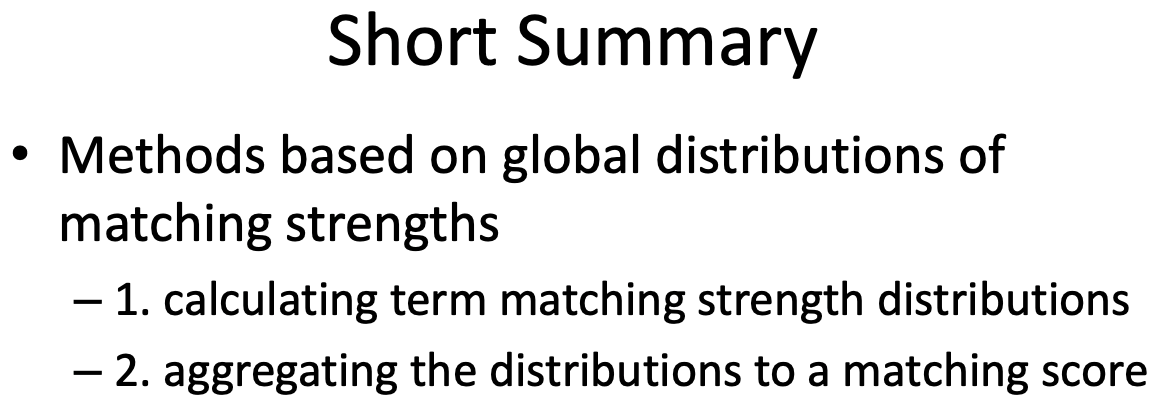 Short Summary
• Methods based on global distributions of
matching strengths
– 1. calculating term matching strength distributions
– 2. aggregating the distributions to a matching score